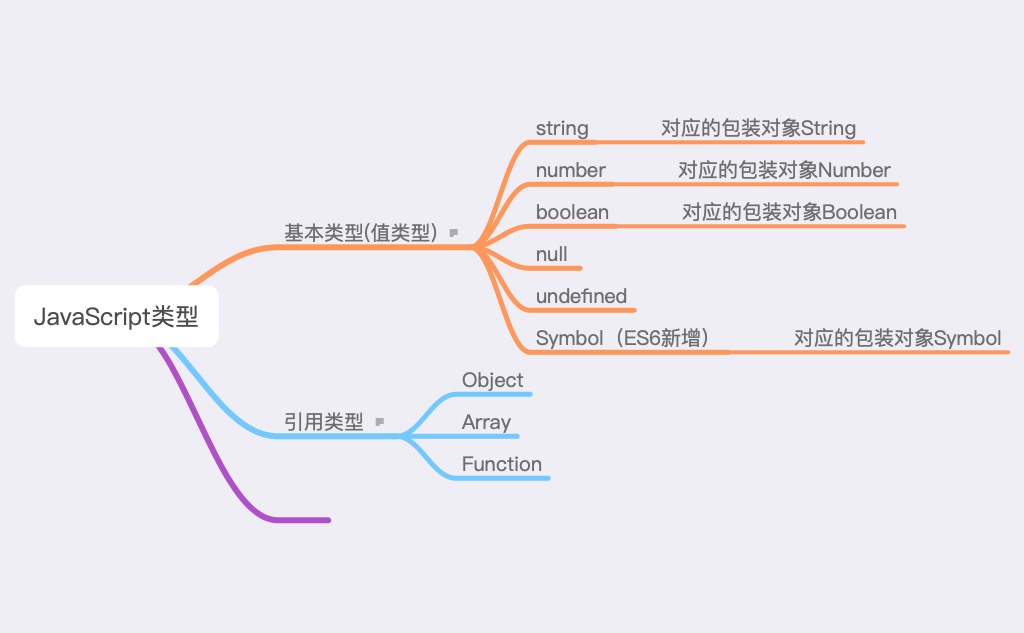 JavaScript类型
基本类型(值类型)
string
对应的包装对象String
number
对应的包装对象Number
boolean
对应的包装对象Boolean
null
undefined
Symbol（ES6新增）
对应的包装对象Symbol
引用类型
Object
Array
Function